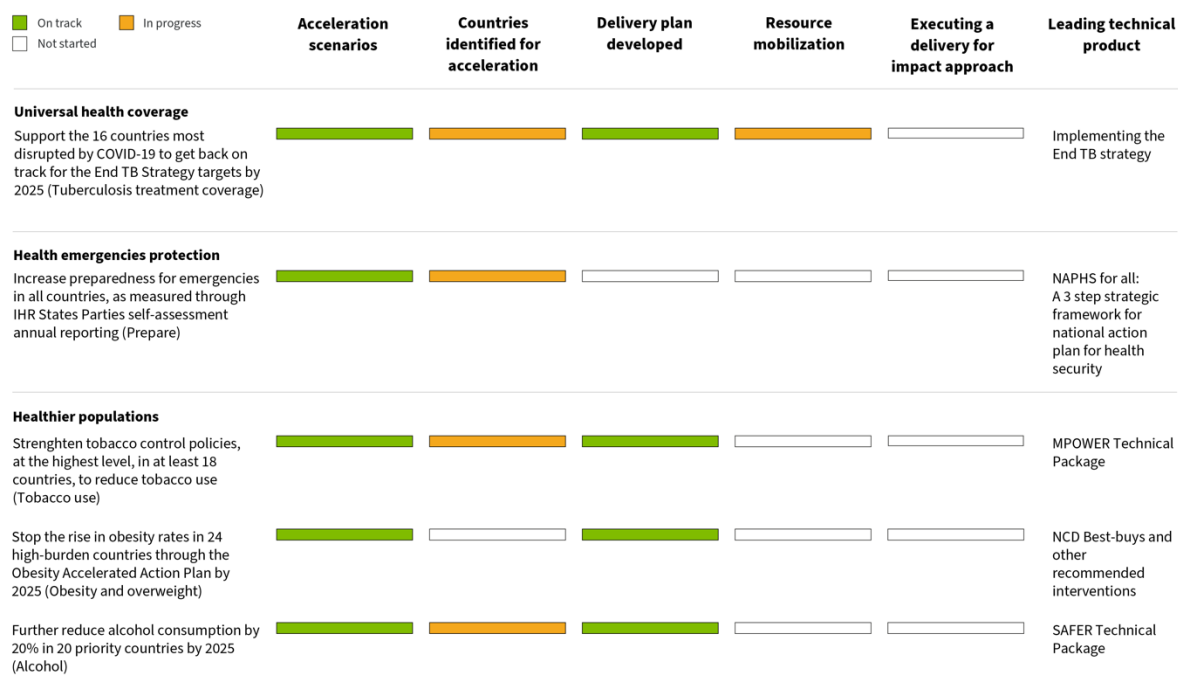 On track
In progress
Not started
Acceleration
scenarios
Countries
identified for
acceleration
Delivery plan
developed
Resource
mobilization
Executing a
delivery for
impact approach
Leading technical
product
Universal health coverage
Support the 16 countries most
disrupted by COVID-19 to get back on
track for the End TB Strategy targets by
2025 (Tuberculosis treatment coverage)
Implementing the
End TB strategy
Health emergencies protection
Increase preparedness for emergencies
in all countries, as measured through
IHR States Parties self-assessment
annual reporting (Prepare)
NAPHS for all:
A 3 step strategic
framework for
national action
plan for health
security
Healthier populations
Strenghten tobacco control policies,
at the highest level, in at least 18
countries, to reduce tobacco use
(Tobacco use)
MPOWER Technical
Package
Stop the rise in obesity rates in 24
high-burden countries through the
Obesity Accelerated Action Plan by
2025 (Obesity and overweight)
NCD Best-buys and
other
recommended
interventions
Further reduce alcohol consumption by
20% in 20 priority countries by 2025
(Alcohol)
SAFER Technical
Package